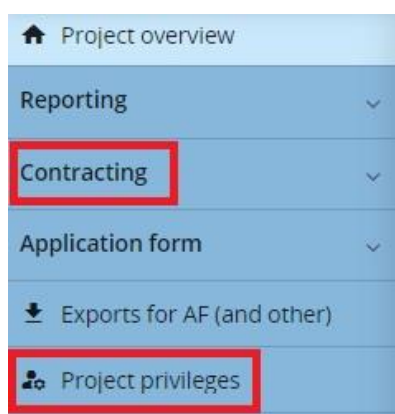 Project overview
Reporting
Contracting
Application form
Exports for AF (and other)
Project privileges